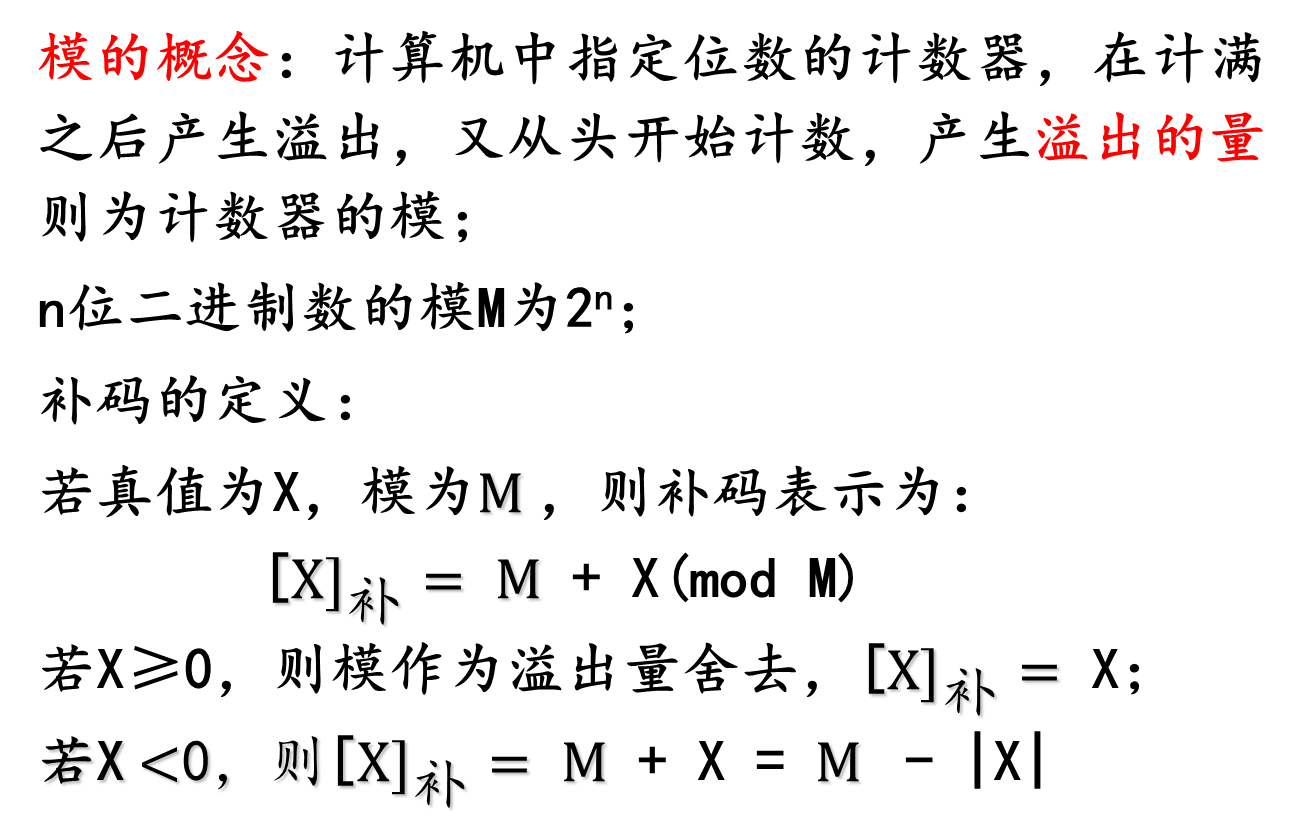 模的概念：计算机中指定位数的计数器，在计满
之后产生溢出，又从头开始计数，产生溢出的量
则为计数器的模；
n位二进制数的模M为2ⁿ；
补码的定义：
若真值为X，模为M ，则补码表示为：
[X]补 = M + X(mod M)
若X≥0，则模作为溢出量舍去，[X]补 = X；
若X <0，则[X]补 = M + X = M - |X|